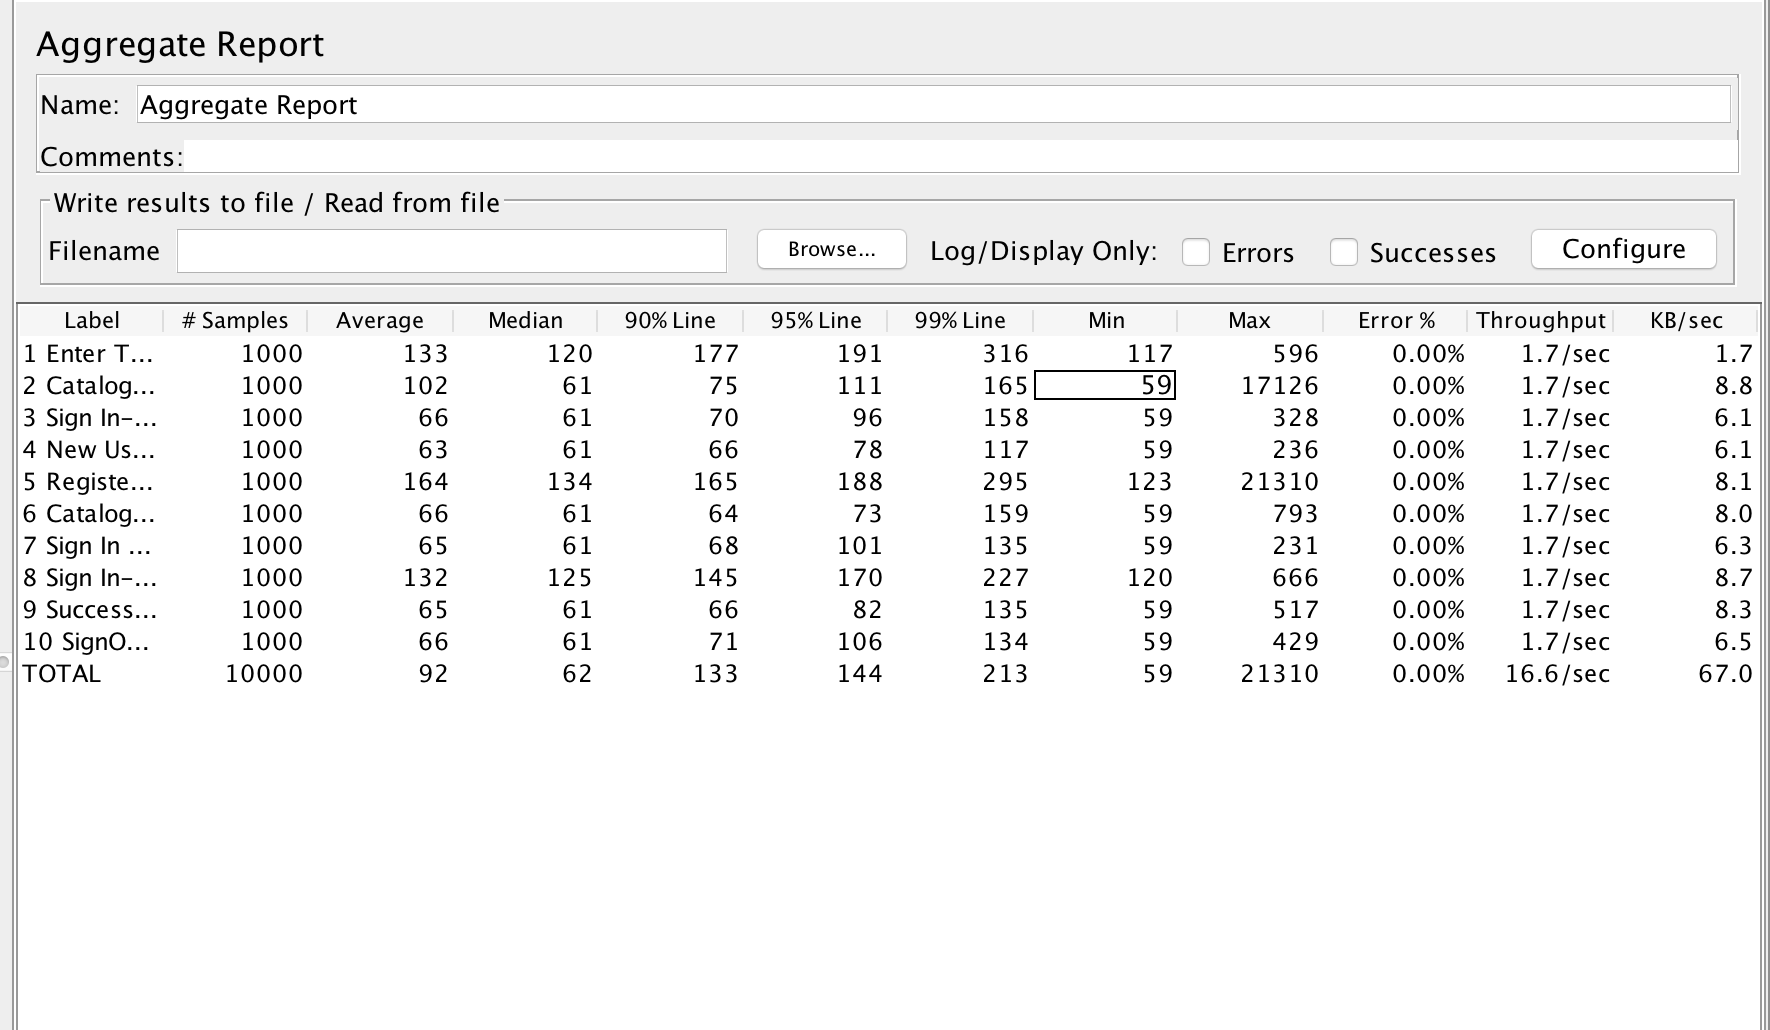 Aggregate Report
Name: Aggregate Report
Comments:
Write results to file / Read from file
Filename Browse... Log/Display Only: Errors Successes Configure
Label # Samples Average Median 90% Line 95% Line 99% Line Min Max Error % Throughput KB/sec
1 Enter T... 1000 133 120 177 191 316 117 596 0.00% 1.7/sec 1.7
2 Catalog... 1000 102 61 75 111 165 59 17126 0.00% 1.7/sec 8.8
3 Sign In-... 1000 66 61 70 96 158 59 328 0.00% 1.7/sec 6.1
4 New Us... 1000 63 61 66 78 117 59 236 0.00% 1.7/sec 6.1
5 Registe... 1000 164 134 165 188 295 123 21310 0.00% 1.7/sec 8.1
6 Catalog... 1000 66 61 64 73 159 59 793 0.00% 1.7/sec 8.0
7 Sign In ... 1000 65 61 68 101 135 59 231 0.00% 1.7/sec 6.3
8 Sign In-... 1000 132 125 145 170 227 120 666 0.00% 1.7/sec 8.7
9 Success... 1000 65 61 66 82 135 59 517 0.00% 1.7/sec 8.3
10 SignO... 1000 66 61 71 106 134 59 429 0.00% 1.7/sec 6.5
TOTAL 10000 92 62 133 144 213 59 21310 0.00% 16.6/sec 67.0